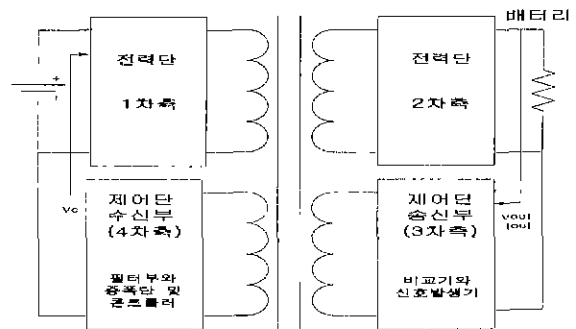 배터리
전력단
1차측
전력단
2차측
+
Vc
제어단
수신부
(4차측)
필터부와
증폭단 및
콘트롤러
제어단
송신부
(3차측)
비교기와
신호발생기
Vout
Iout